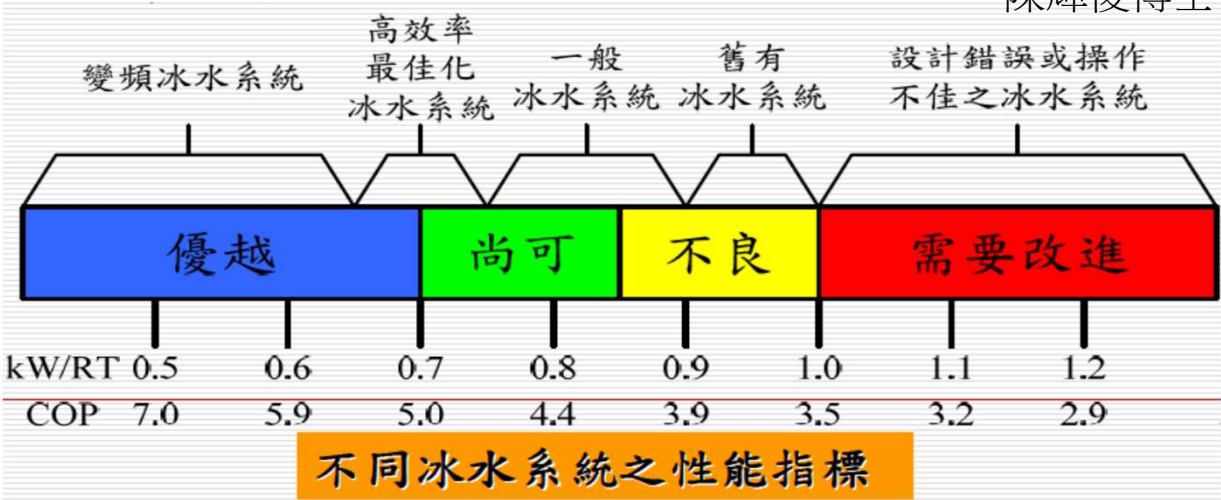 高效率
最佳化
冰水系統
變頻冰水系統
一般
冰水系統
舊有
冰水系統
設計錯誤或操作
不佳之冰水系統
優越 尚可 不良 需要改進
kW/RT 0.5 0.6 0.7 0.8 0.9 1.0 1.1 1.2
COP 7.0 5.9 5.0 4.4 3.9 3.5 3.2 2.9
不同冰水系統之性能指標